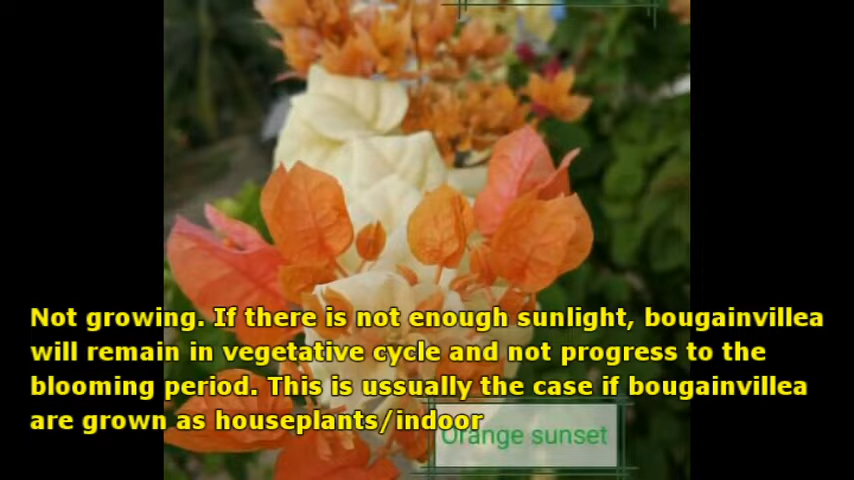 Not growing. If there is not enough sunlight, bougainvillea
will remain in vegetative cycle and not progress to the
blooming period. This is ussually the case if bougainvillea
are grown as houseplants/indoor
Orange sunset